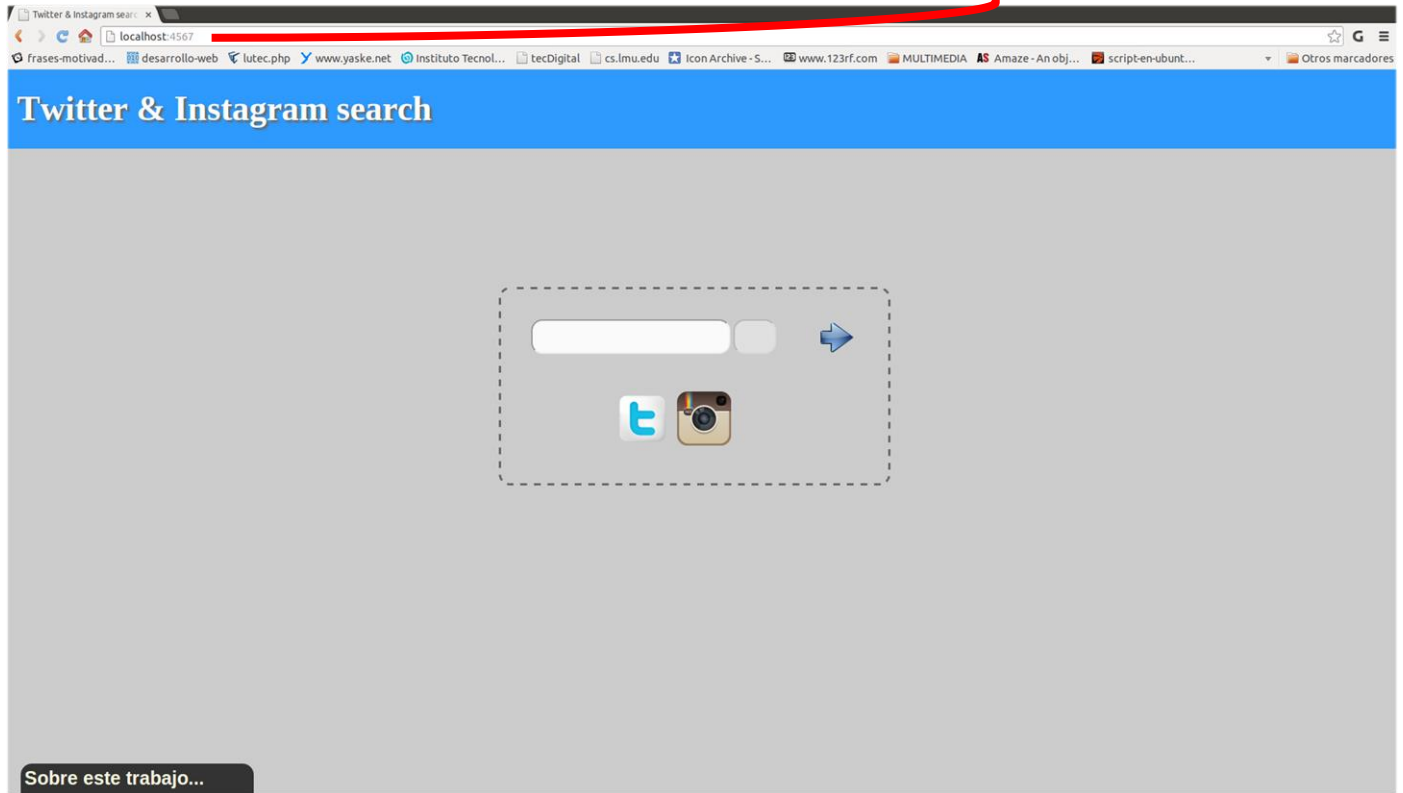 Twitter & Instagram searc
localhost:4567
frases-motivad... desarrollo-web lutec.php www.yaske.net Instituto Tecnol... tecDigital cs.lmu.edu Icon Archive - S... www.123rf.com MULTIMEDIA AS Amaze - An obj... script-en-ubunt... Otros marcadores
Twitter & Instagram search
Sobre este trabajo...